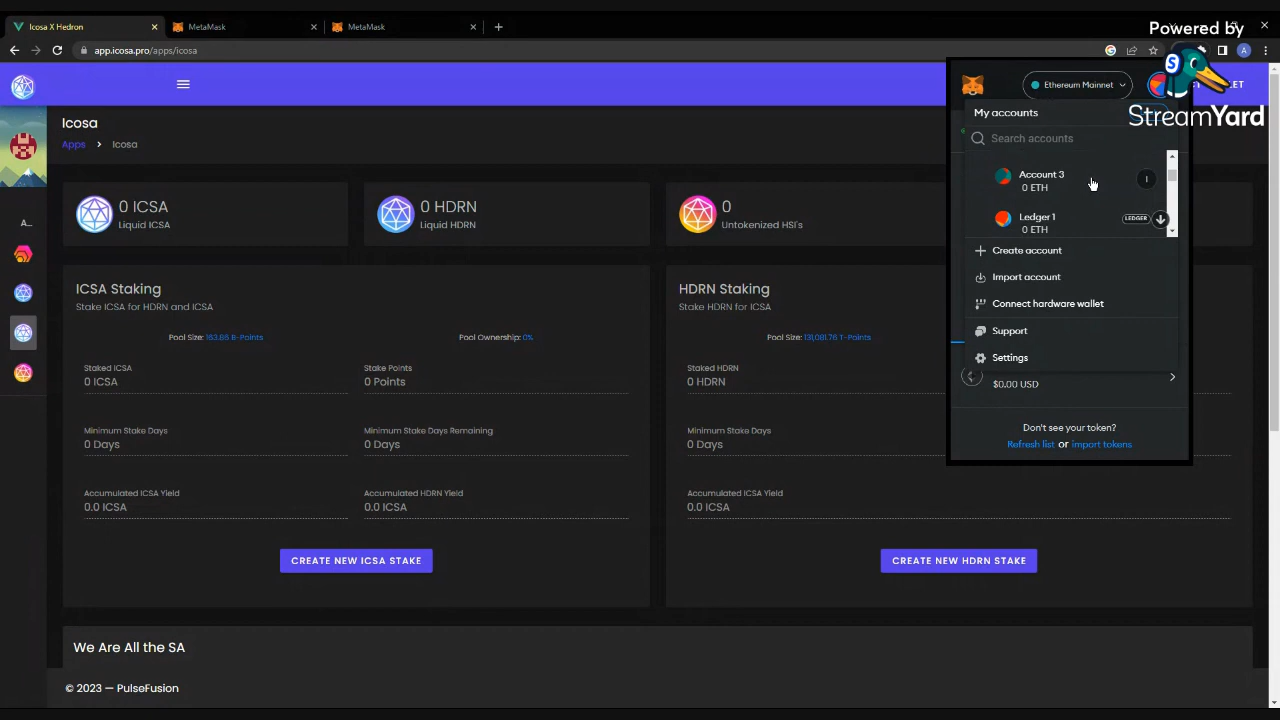 Icosa X Hedron
MetaMask
MetaMask
Powered by
app.icosa.pro/apps/icosa
A
S
StreamYard
Ethereum Mainnet
My accounts
Search accounts
Account 3
0 ETH
I
Ledger 1
0 ETH
LEDGER
Create account
Import account
Connect hardware wallet
Support
Settings
$0.00 USD
Don't see your token?
Refresh list or import tokens
A...
Icosa
Apps > Icosa
0 ICSA
Liquid ICSA
0 HDRN
Liquid HDRN
0
Untokenized HSI's
ICSA Staking
Stake ICSA for HDRN and ICSA
Pool Size: 163.86 B-Points
Pool Ownership: 0%
Staked ICSA
0 ICSA
Stake Points
0 Points
Minimum Stake Days
0 Days
Minimum Stake Days Remaining
0 Days
Accumulated ICSA Yield
0.0 ICSA
Accumulated HDRN Yield
0.0 ICSA
CREATE NEW ICSA STAKE
HDRN Staking
Stake HDRN for ICSA
Pool Size: 131,081.76 T-Points
Staked HDRN
0 HDRN
Minimum Stake Days
0 Days
Accumulated ICSA Yield
0.0 ICSA
CREATE NEW HDRN STAKE
We Are All the SA
© 2023 — PulseFusion